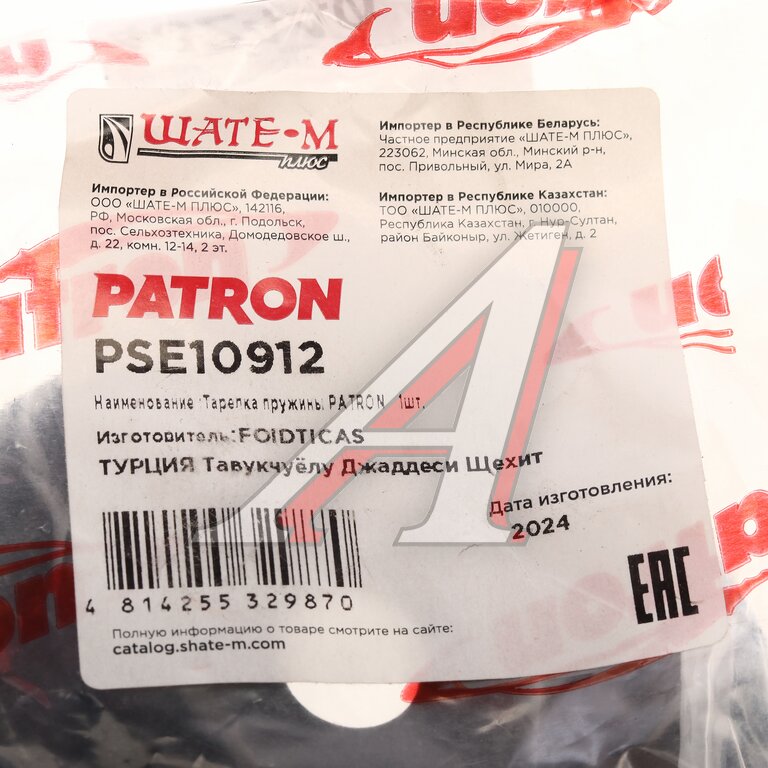 ШАТЕ-М
плюс
Импортер в Российской Федерации:
ООО «ШАТЕ-М ПЛЮС», 142116,
РФ, Московская обл., г. Подольск,
пос. Сельхозтехника, Домодедовское ш.,
д. 22, комн. 12-14, 2 эт.
Импортер в Республике Беларусь:
Частное предприятие «ШАТЕ-М ПЛЮС»,
223062, Минская обл., Минский р-н,
пос. Привольный, ул. Мира, 2А
Импортер в Республике Казахстан:
ТОО «ШАТЕ-М ПЛЮС», 010000,
Республика Казахстан, г. Нур-Султан,
район Байконыр, ул. Жетиген, д. 2
PATRON
PSE10912
Наименование:Тарелка пружины PATRON 1шт.
Изготовитель:FOIDTICAS
ТУРЦИЯ Тавукчуёлу Джаддеси Щехит
Дата изготовления:
2024
4 814255 329870
EAC
Полную информацию о товаре смотрите на сайте:
catalog.shate-m.com